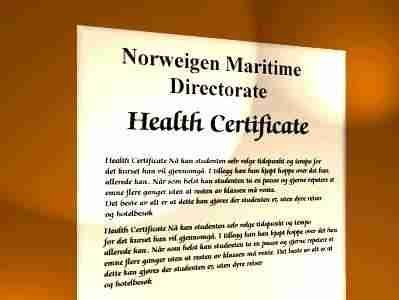 Norweigen Maritime
Directorate
Health Certificate
Health Certificate Nå kan studenten selv velge tidspunkt og tempo for
det kurset han vil gjennomgå. I tillegg kan han kjapt hoppe over det han
allerede kan. Når som helst kan studenten ta en pause og gjerne repetere et
emne flere ganger uten at resten av klassen må vente.
Det beste av alt er at dette kan gjøres der studenten er, uten dyre reiser
og hotellbesøk
Health Certificate Nå kan studenten selv velge tidspunkt og tempo
for det kurset han vil gjennomgå. I tillegg kan han kjapt hoppe over det han
allerede kan. Når som helst kan studenten ta en pause og gjerne repetere et
emne flere ganger uten at resten av klassen må vente. Det beste av alt er at
dette kan gjøres der studenten er, uten dyre reiser
og hotellbesøk